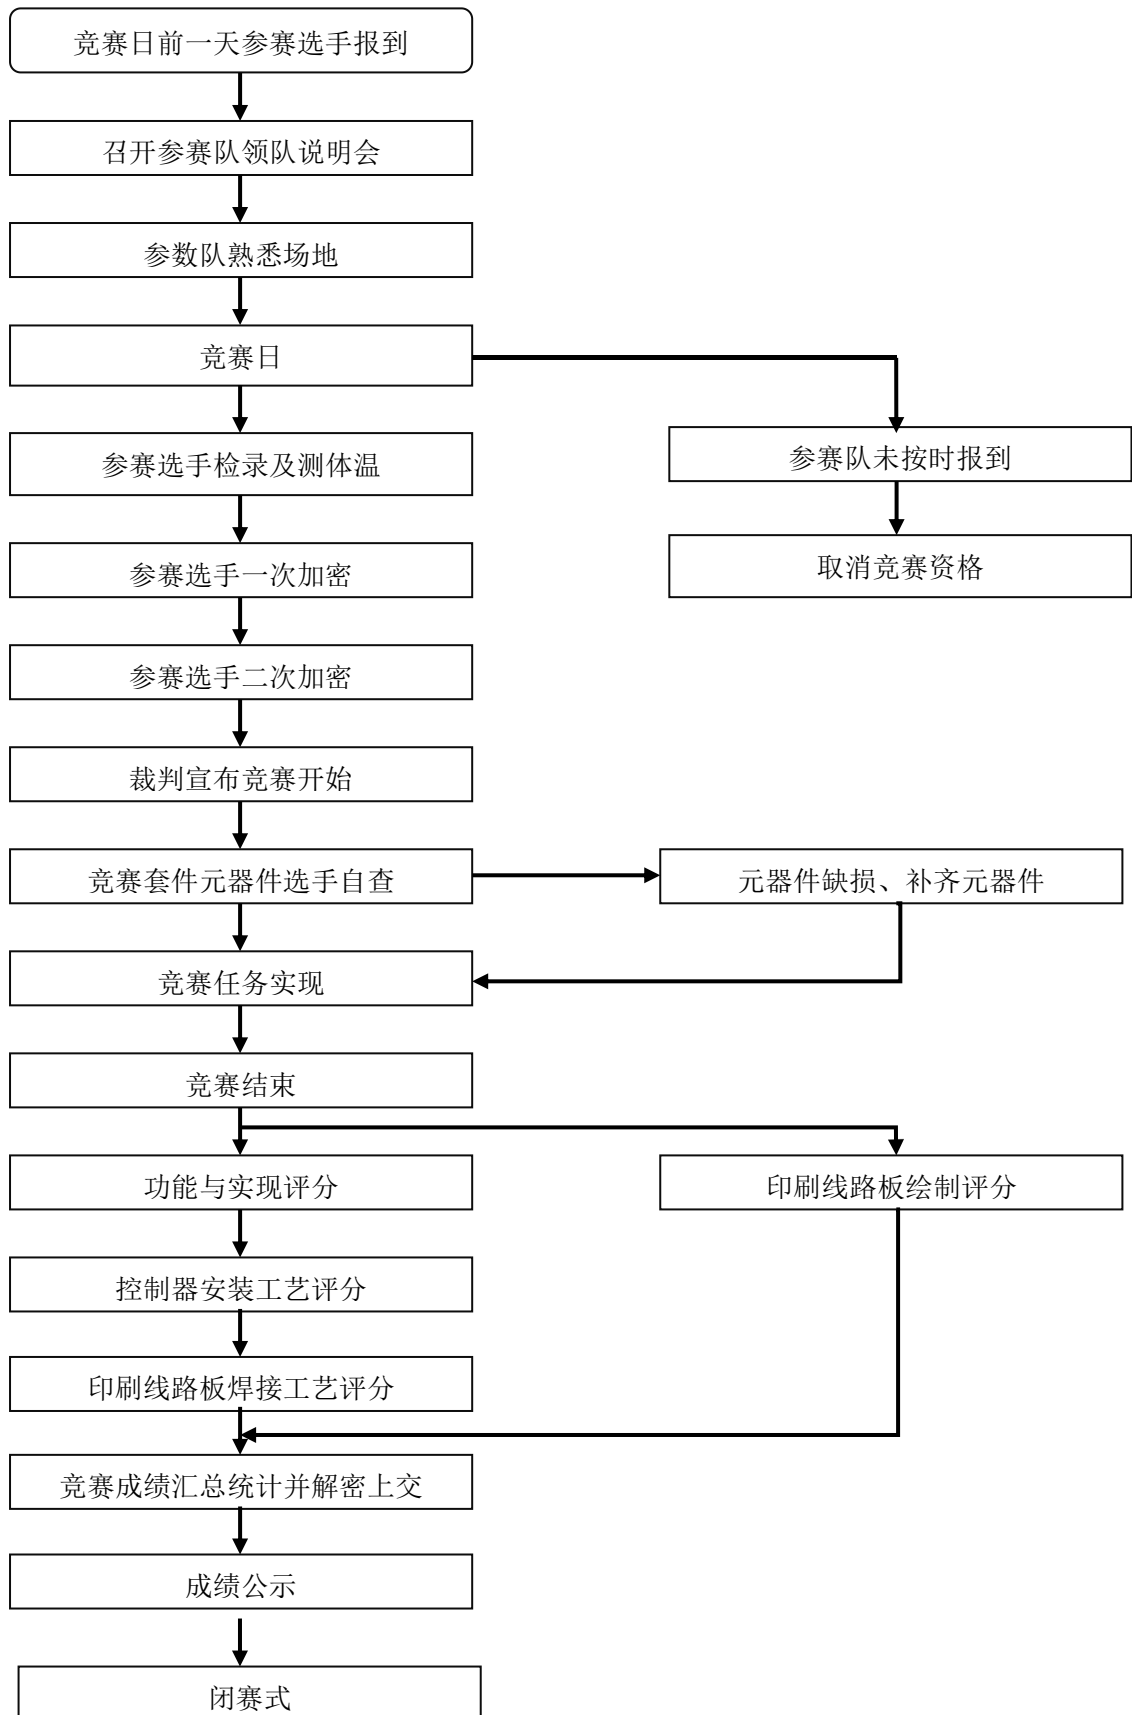 竞赛日前一天参赛选手报到
召开参赛队领队说明会
参数队熟悉场地
竞赛日
参赛选手检录及测体温
参赛队未按时报到
参赛选手一次加密
取消竞赛资格
参赛选手二次加密
裁判宣布竞赛开始
竞赛套件元器件选手自查
元器件缺损、补齐元器件
竞赛任务实现
竞赛结束
功能与实现评分
印刷线路板绘制评分
控制器安装工艺评分
印刷线路板焊接工艺评分
竞赛成绩汇总统计并解密上交
成绩公示
闭赛式